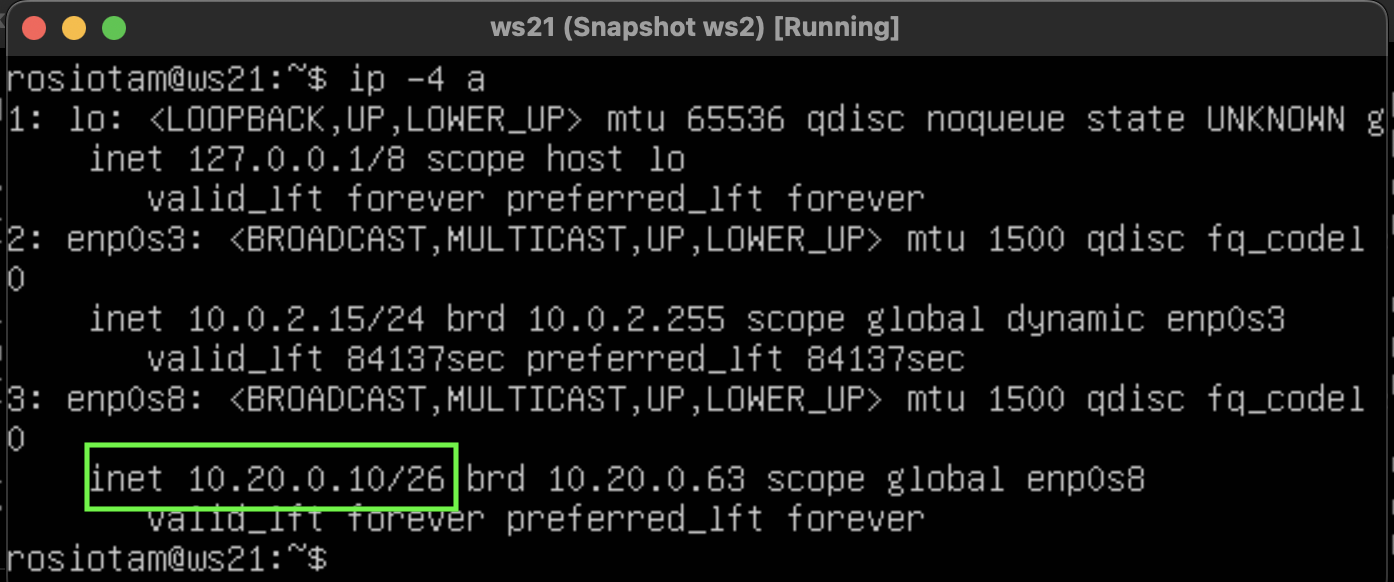 ws21 (Snapshot ws2) [Running]
rosiotam@ws21:~$ ip -4 a
1: lo: <LOOPBACK,UP,LOWER_UP> mtu 65536 qdisc noqueue state UNKNOWN g
inet 127.0.0.1/8 scope host lo
valid_lft forever preferred_lft forever
2: enp0s3: <BROADCAST,MULTICAST,UP,LOWER_UP> mtu 1500 qdisc fq_codel
0
inet 10.0.2.15/24 brd 10.0.2.255 scope global dynamic enp0s3
valid_lft 84137sec preferred_lft 84137sec
3: enp0s8: <BROADCAST,MULTICAST,UP,LOWER_UP> mtu 1500 qdisc fq_codel
0
inet 10.20.0.10/26 brd 10.20.0.63 scope global enp0s8
valid_lft forever preferred_lft forever
rosiotam@ws21:~$